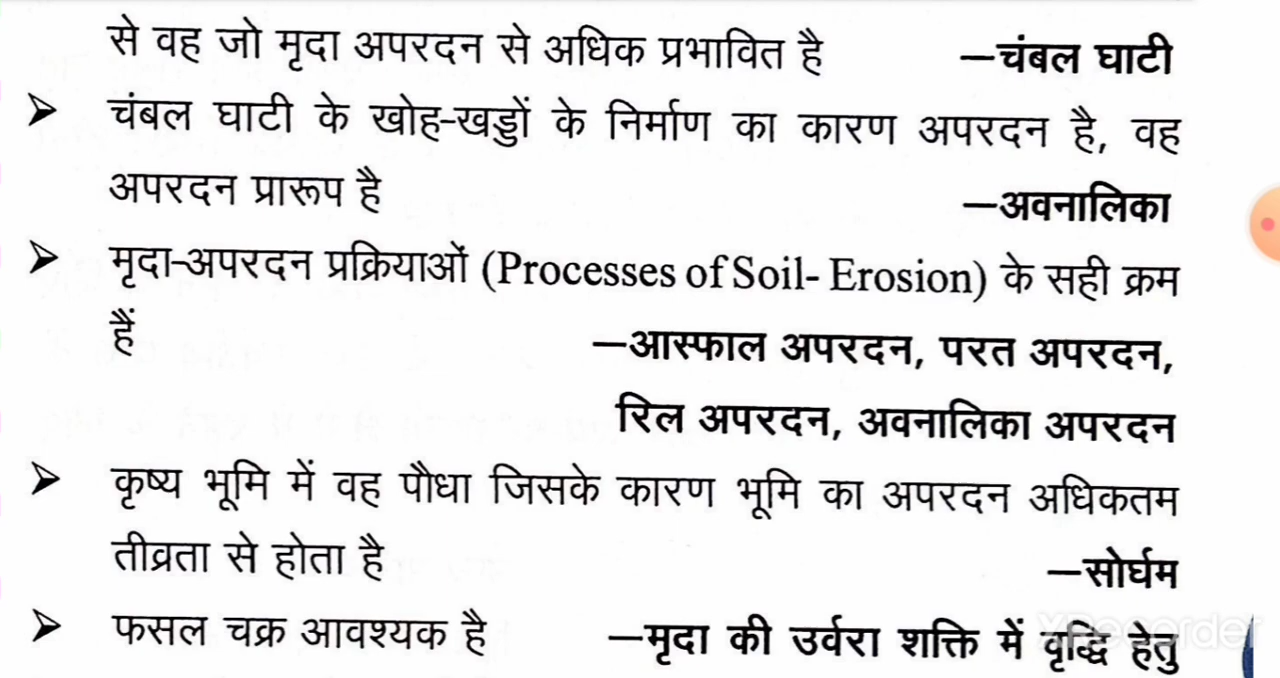 से वह जो मृदा अपरदन से अधिक प्रभावित है —चंबल घाटी
➤ चंबल घाटी के खोह-खड्डों के निर्माण का कारण अपरदन है, वह
अपरदन प्रारूप है —अवनालिका
➤ मृदा-अपरदन प्रक्रियाओं (Processes of Soil- Erosion) के सही क्रम
हैं —आस्फाल अपरदन, परत अपरदन,
रिल अपरदन, अवनालिका अपरदन
➤ कृष्य भूमि में वह पौधा जिसके कारण भूमि का अपरदन अधिकतम
तीव्रता से होता है —सोर्घम
➤ फसल चक्र आवश्यक है —मृदा की उर्वरा शक्ति में वृद्धि हेतु
XRecorder